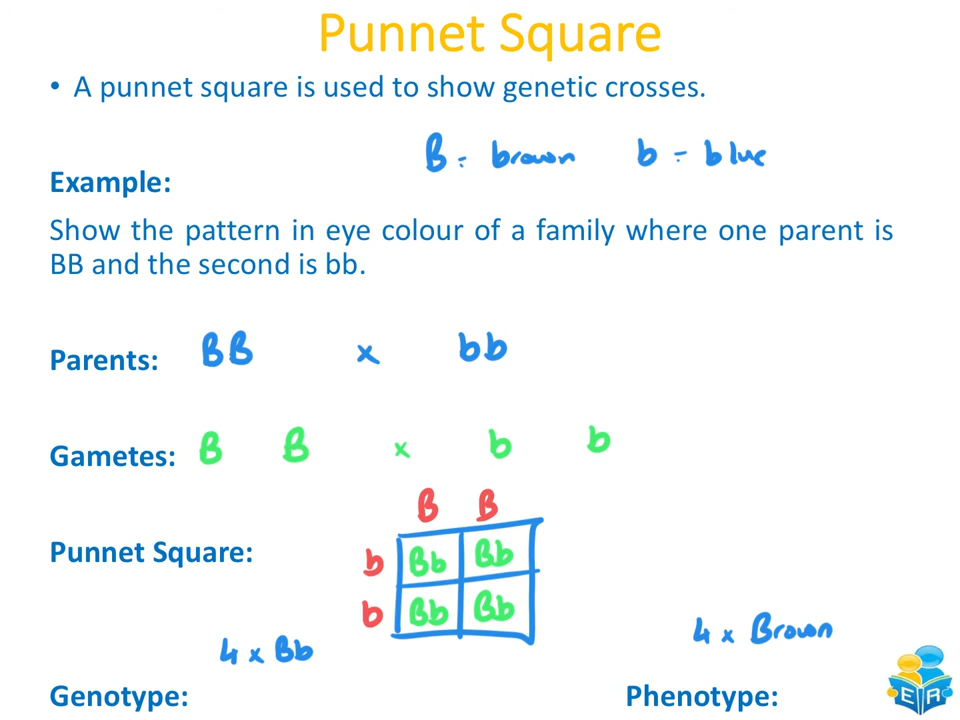 Punnet Square
• A punnet square is used to show genetic crosses.
B = brown b = blue
Example:
Show the pattern in eye colour of a family where one parent is
BB and the second is bb.
Parents: BB x bb
Gametes: B B x b b
B B
Punnet Square: b Bb Bb
b Bb Bb
4 x Bb 4 x Brown
Genotype: Phenotype:
E R